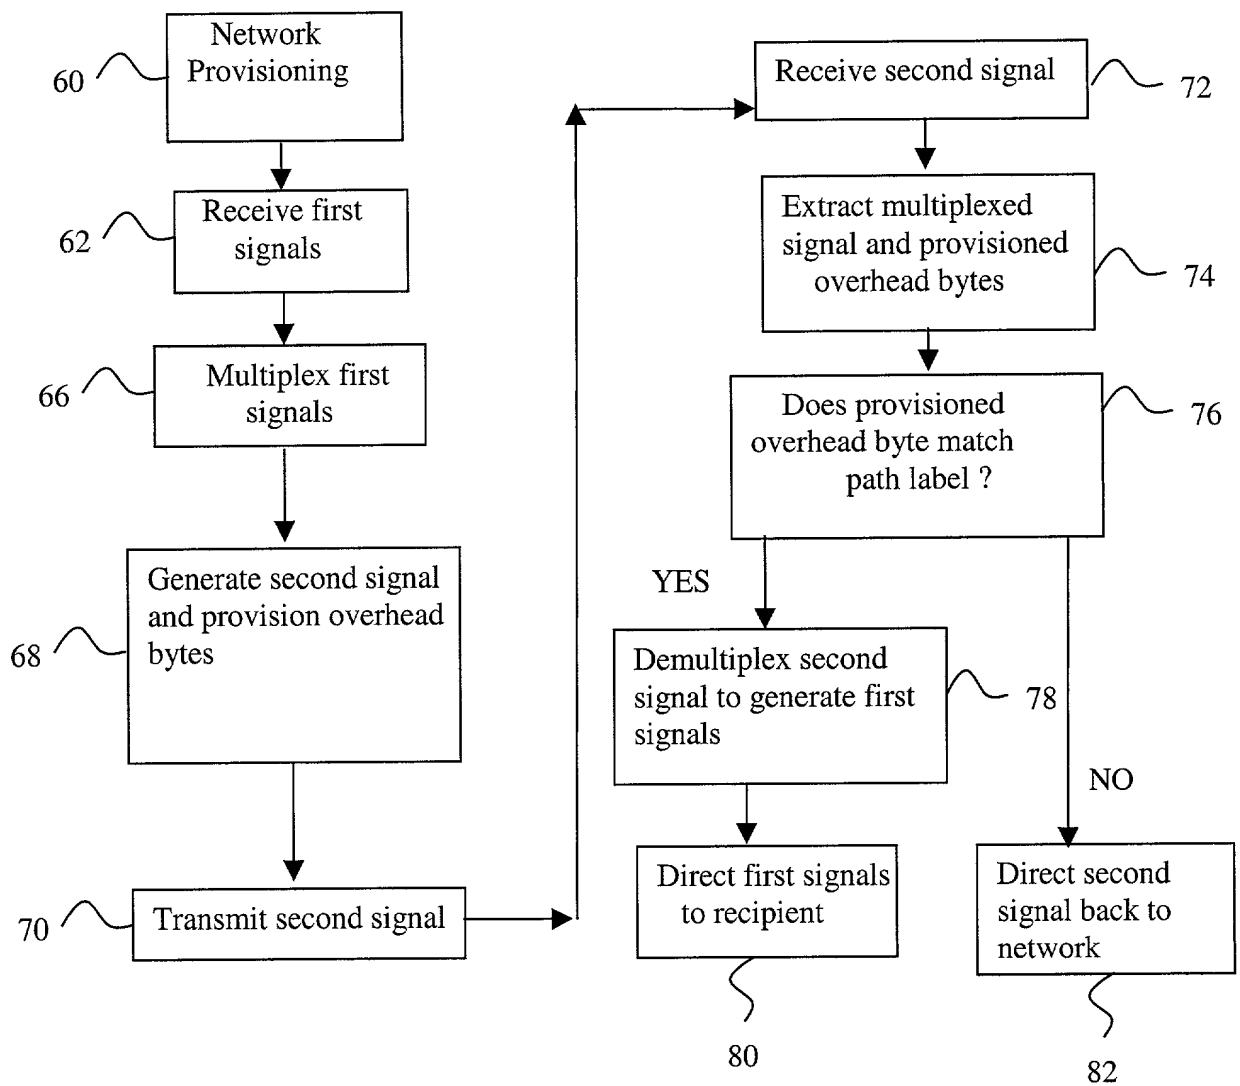 Network
Provisioning
60
Receive first
signals
62
Multiplex first
signals
66
Generate second signal
and provision overhead
bytes
68
Transmit second signal
70
Receive second signal
72
Extract multiplexed
signal and provisioned
overhead bytes
74
Does provisioned
overhead byte match
path label ?
76
YES
Demultiplex second
signal to generate first
signals
78
NO
Direct first signals
to recipient
80
Direct second
signal back to
network
82